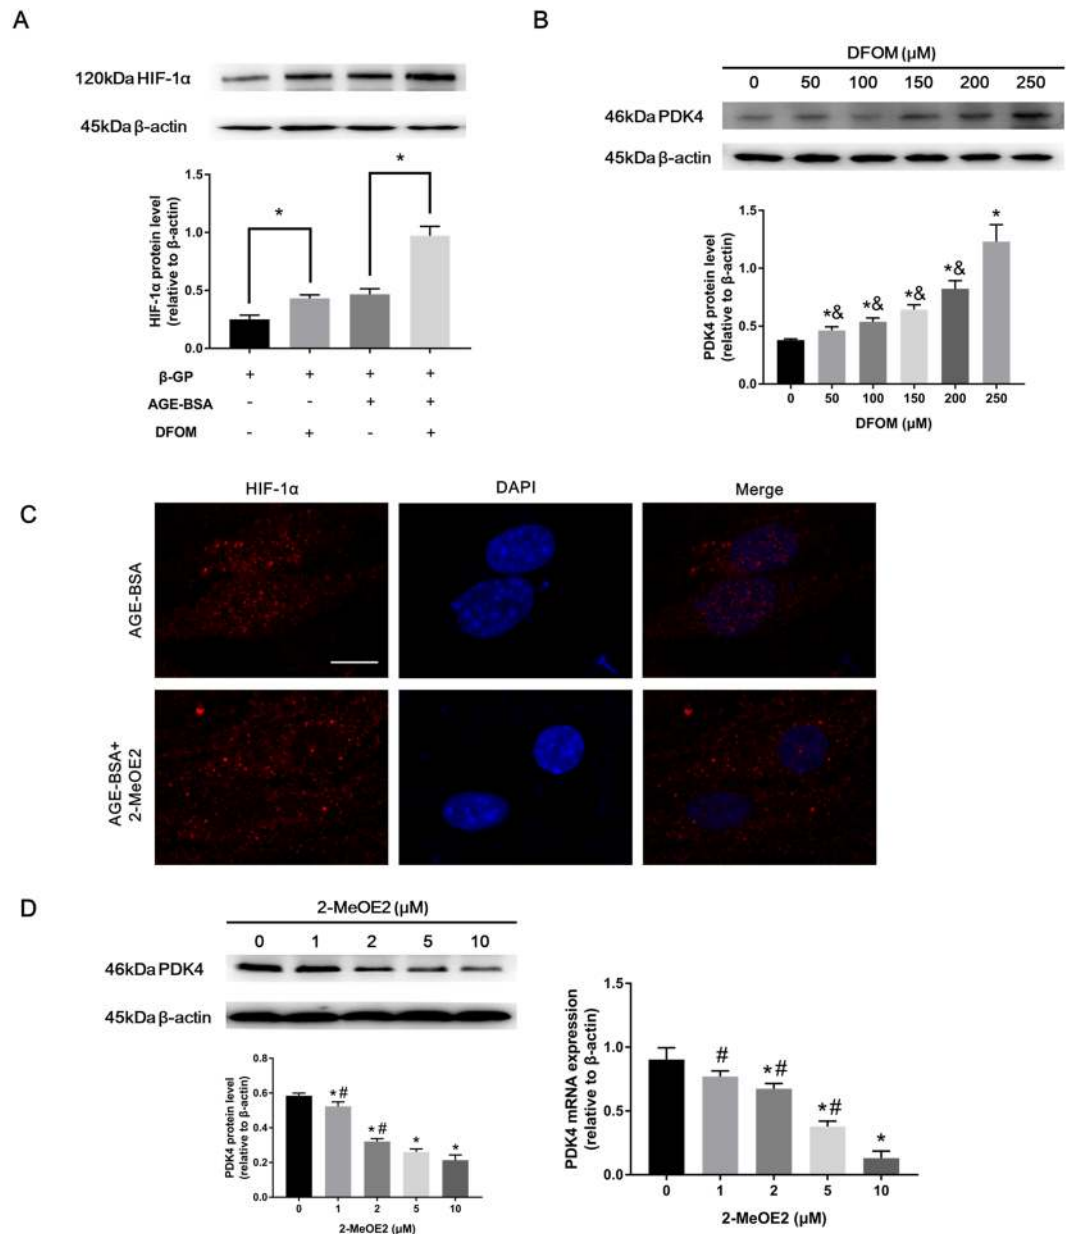 A
120kDa HIF-1α
45kDa β-actin
HIF-1α protein level
(relative to β-actin)
1.5
1.0
0.5
0.0
*
*
β-GP + + + +
AGE-BSA - - + +
DFOM - + - +
B
DFOM (μM)
0 50 100 150 200 250
46kDa PDK4
45kDa β-actin
PDK4 protein level
(relative to β-actin)
1.5
1.0
0.5
0.0
*& *& *& *& *
0 50 100 150 200 250
DFOM (μM)
C
HIF-1α DAPI Merge
AGE-BSA
AGE-BSA+
2-MeOE2
D
2-MeOE2 (μM)
0 1 2 5 10
46kDa PDK4
45kDa β-actin
PDK4 protein level
(relative to β-actin)
0.8
0.6
0.4
0.2
0.0
*# *# * *
0 1 2 5 10
2-MeOE2 (μM)
PDK4 mRNA expression
(relative to β-actin)
1.5
1.0
0.5
0.0
# *# *# *
0 1 2 5 10
2-MeOE2 (μM)